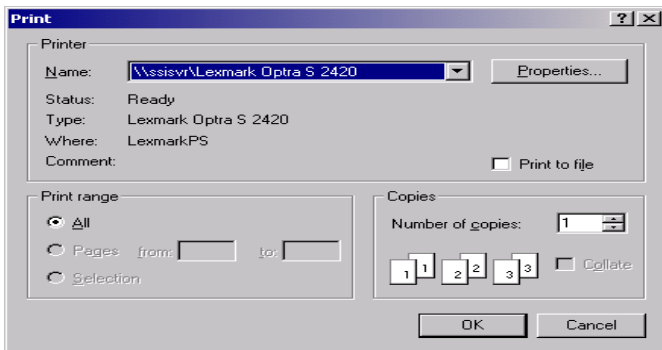 Print
Printer
Name: \\ssisvr\Lexmark Optra S 2420 Properties...
Status: Ready
Type: Lexmark Optra S 2420
Where: LexmarkPS
Comment: Print to file
Print range
All
Pages from: to:
Selection
Copies
Number of copies: 1
1 1 2 2 3 3 Collate
OK Cancel